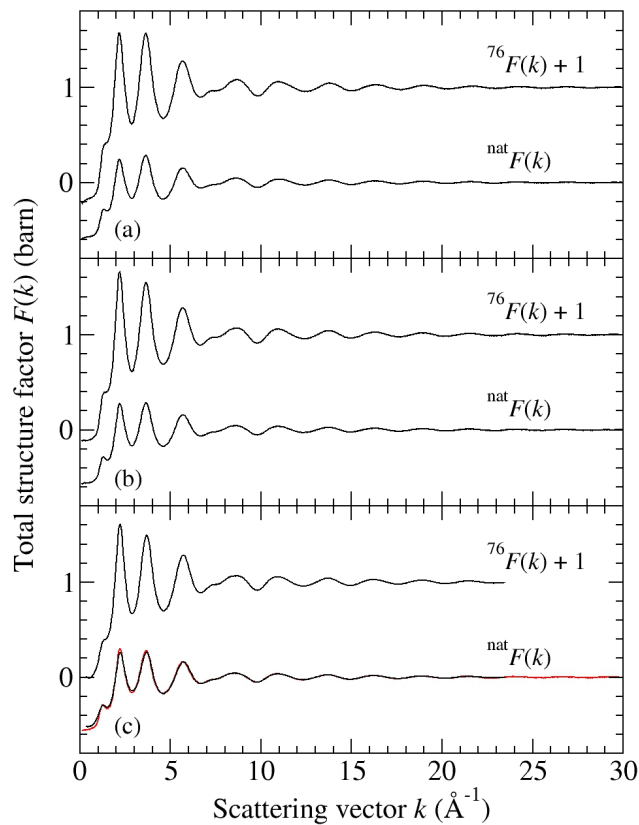 1
⁷⁶F(k) + 1
0
ⁿᵃᵗF(k)
(a)
1
⁷⁶F(k) + 1
0
ⁿᵃᵗF(k)
(b)
1
⁷⁶F(k) + 1
0
ⁿᵃᵗF(k)
(c)
Total structure factor F(k) (barn)
0 5 10 15 20 25 30
Scattering vector k (Å⁻¹)